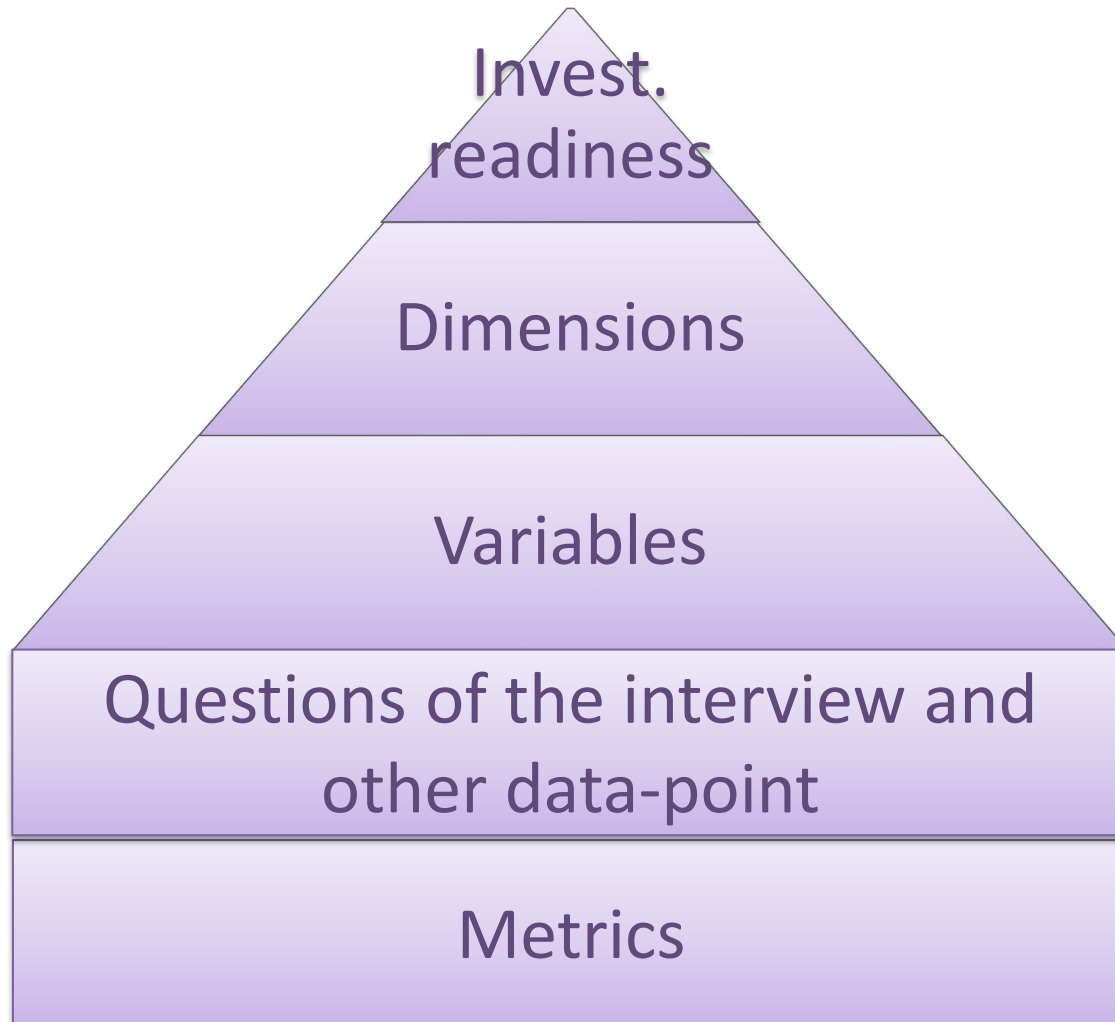 Invest.
readiness
Dimensions
Variables
Questions of the interview and
other data-point
Metrics